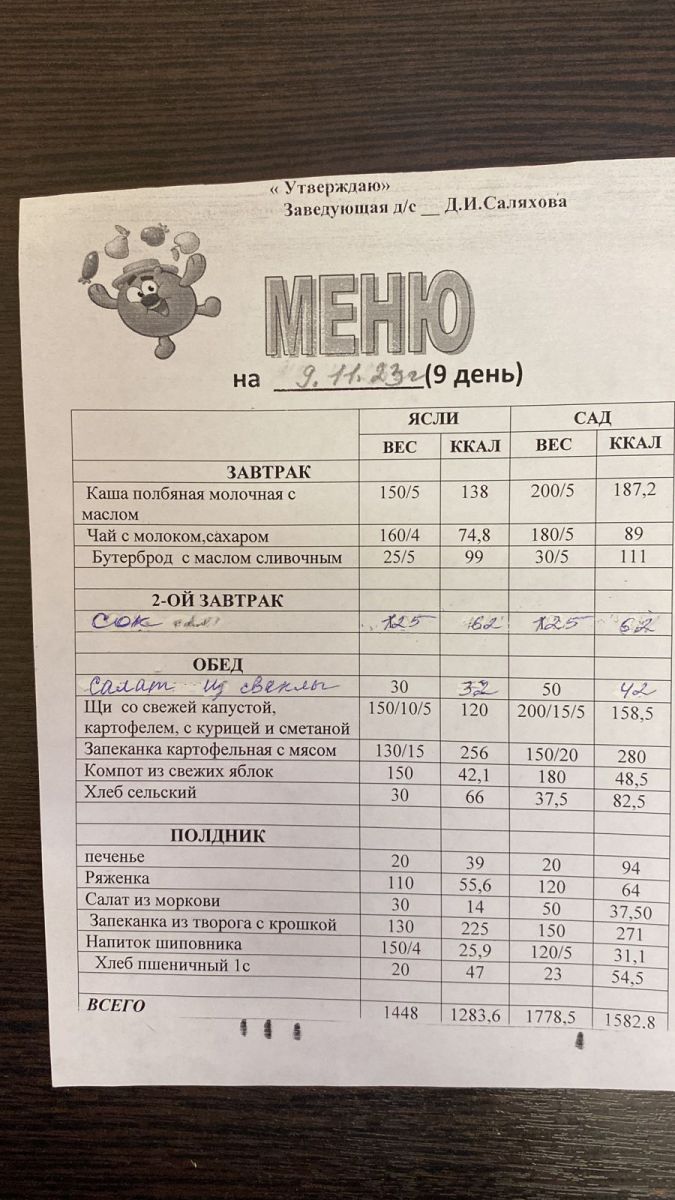 « Утверждаю»
Заведующая д/с __ Д.И.Саляхова
МЕНЮ
на 9.11.23г (9 день)
ЯСЛИ САД
ВЕС ККАЛ ВЕС ККАЛ
ЗАВТРАК
Каша полбяная молочная с 150/5 138 200/5 187,2
маслом
Чай с молоком,сахаром 160/4 74,8 180/5 89
Бутерброд с маслом сливочным 25/5 99 30/5 111
2-ОЙ ЗАВТРАК
Сок 125 62 125 62
ОБЕД
Салат из свеклы 30 32 50 42
Щи со свежей капустой, 150/10/5 120 200/15/5 158,5
картофелем, с курицей и сметаной
Запеканка картофельная с мясом 130/15 256 150/20 280
Компот из свежих яблок 150 42,1 180 48,5
Хлеб сельский 30 66 37,5 82,5
ПОЛДНИК
печенье 20 39 20 94
Ряженка 110 55,6 120 64
Салат из моркови 30 14 50 37,50
Запеканка из творога с крошкой 130 225 150 271
Напиток шиповника 150/4 25,9 120/5 31,1
Хлеб пшеничный 1с 20 47 23 54,5
ВСЕГО 1448 1283,6 1778,5 1582.8